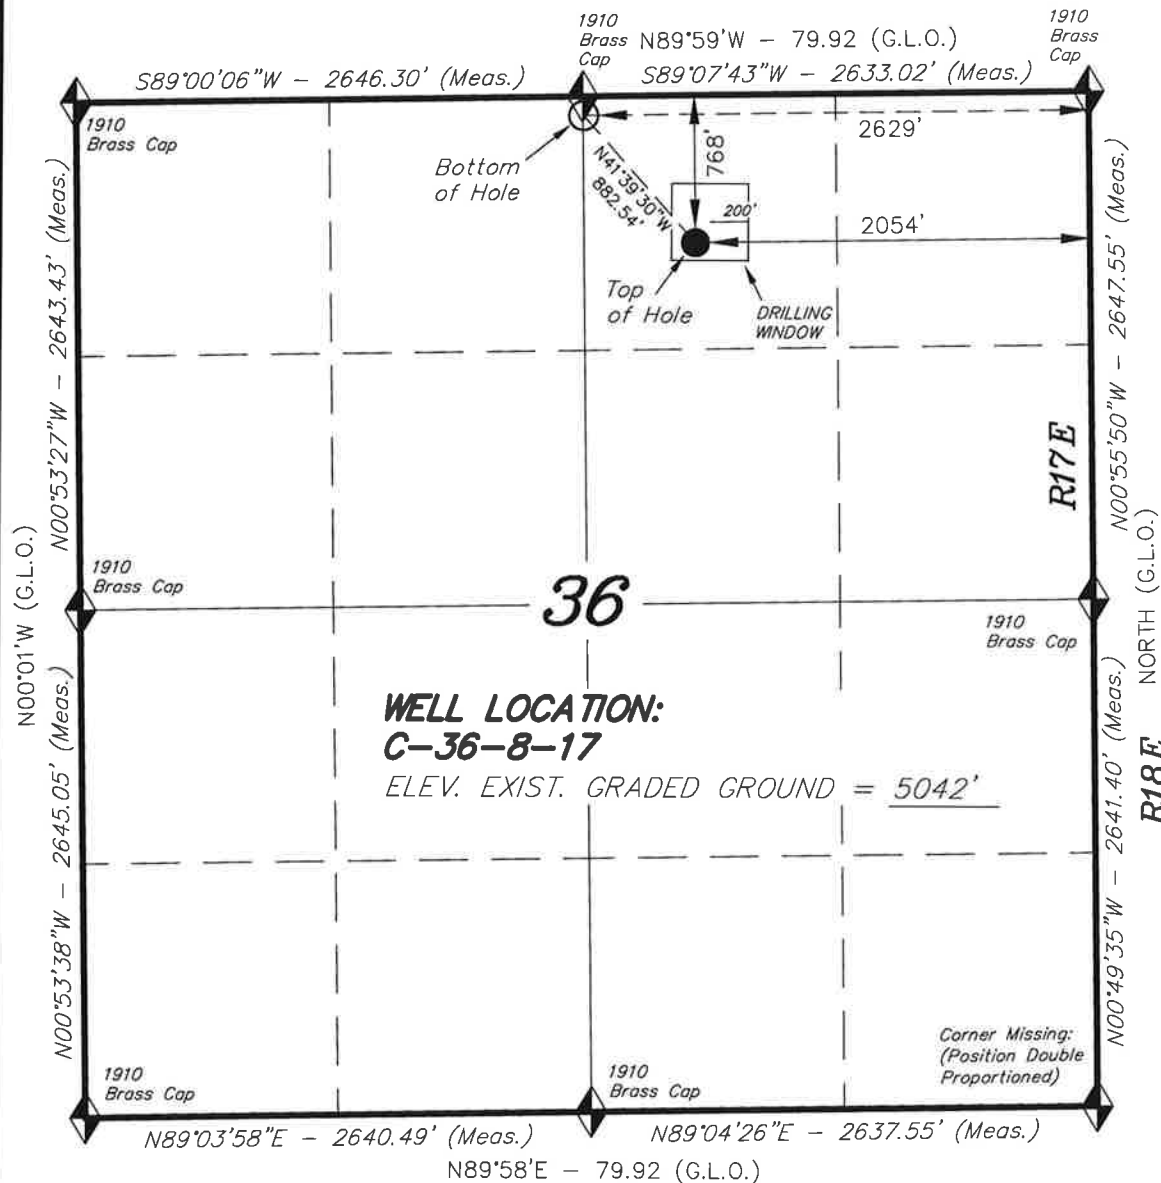 1910
Brass
Cap
N89°59'W - 79.92 (G.L.O.)
1910
Brass
Cap
S89°00'06"W - 2646.30' (Meas.)
S89°07'43"W - 2633.02' (Meas.)
1910
Brass Cap
Bottom
of Hole
2629'
768'
N41°39'30"W
882.54'
200'
2054'
Top
of Hole
DRILLING
WINDOW
N00°53'27"W - 2643.43' (Meas.)
N00°55'50"W - 2647.55' (Meas.)
R17E
N00°01'W (G.L.O.)
NORTH (G.L.O.)
1910
Brass Cap
36
1910
Brass Cap
WELL LOCATION:
C-36-8-17
ELEV. EXIST. GRADED GROUND = 5042'
R18E
N00°53'38"W - 2645.05' (Meas.)
N00°49'35"W - 2641.40' (Meas.)
Corner Missing:
(Position Double
Proportioned)
1910
Brass Cap
1910
Brass Cap
N89°03'58"E - 2640.49' (Meas.)
N89°04'26"E - 2637.55' (Meas.)
N89°58'E - 79.92 (G.L.O.)